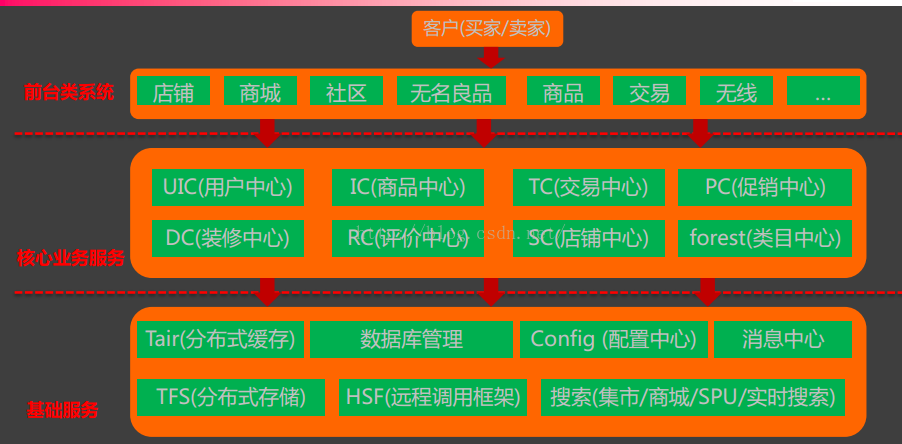 客户(买家/卖家)
前台类系统
店铺 商城 社区 无名良品 商品 交易 无线 ...
UIC(用户中心) IC(商品中心) TC(交易中心) PC(促销中心)
DC(装修中心) RC(评价中心) SC(店铺中心) forest(类目中心)
http://blog.csdn.net/
核心业务服务
Tair(分布式缓存) 数据库管理 Config (配置中心) 消息中心
TFS(分布式存储) HSF(远程调用框架) 搜索(集市/商城/SPU/实时搜索)
基础服务